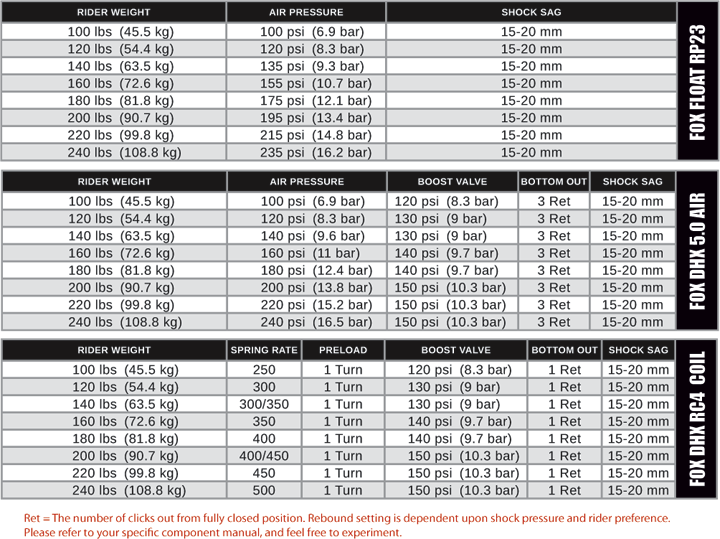 RIDER WEIGHT AIR PRESSURE SHOCK SAG
100 lbs (45.5 kg) 100 psi (6.9 bar) 15-20 mm
120 lbs (54.4 kg) 120 psi (8.3 bar) 15-20 mm
140 lbs (63.5 kg) 135 psi (9.3 bar) 15-20 mm
160 lbs (72.6 kg) 155 psi (10.7 bar) 15-20 mm
180 lbs (81.8 kg) 175 psi (12.1 bar) 15-20 mm
200 lbs (90.7 kg) 195 psi (13.4 bar) 15-20 mm
220 lbs (99.8 kg) 215 psi (14.8 bar) 15-20 mm
240 lbs (108.8 kg) 235 psi (16.2 bar) 15-20 mm
FOX FLOAT RP23
RIDER WEIGHT AIR PRESSURE BOOST VALVE BOTTOM OUT SHOCK SAG
100 lbs (45.5 kg) 100 psi (6.9 bar) 120 psi (8.3 bar) 3 Ret 15-20 mm
120 lbs (54.4 kg) 120 psi (8.3 bar) 130 psi (9 bar) 3 Ret 15-20 mm
140 lbs (63.5 kg) 140 psi (9.6 bar) 130 psi (9 bar) 3 Ret 15-20 mm
160 lbs (72.6 kg) 160 psi (11 bar) 140 psi (9.7 bar) 3 Ret 15-20 mm
180 lbs (81.8 kg) 180 psi (12.4 bar) 140 psi (9.7 bar) 3 Ret 15-20 mm
200 lbs (90.7 kg) 200 psi (13.8 bar) 150 psi (10.3 bar) 3 Ret 15-20 mm
220 lbs (99.8 kg) 220 psi (15.2 bar) 150 psi (10.3 bar) 3 Ret 15-20 mm
240 lbs (108.8 kg) 240 psi (16.5 bar) 150 psi (10.3 bar) 3 Ret 15-20 mm
FOX DHX 5.0 AIR
RIDER WEIGHT SPRING RATE PRELOAD BOOST VALVE BOTTOM OUT SHOCK SAG
100 lbs (45.5 kg) 250 1 Turn 120 psi (8.3 bar) 1 Ret 15-20 mm
120 lbs (54.4 kg) 300 1 Turn 130 psi (9 bar) 1 Ret 15-20 mm
140 lbs (63.5 kg) 300/350 1 Turn 130 psi (9 bar) 1 Ret 15-20 mm
160 lbs (72.6 kg) 350 1 Turn 140 psi (9.7 bar) 1 Ret 15-20 mm
180 lbs (81.8 kg) 400 1 Turn 140 psi (9.7 bar) 1 Ret 15-20 mm
200 lbs (90.7 kg) 400/450 1 Turn 150 psi (10.3 bar) 1 Ret 15-20 mm
220 lbs (99.8 kg) 450 1 Turn 150 psi (10.3 bar) 1 Ret 15-20 mm
240 lbs (108.8 kg) 500 1 Turn 150 psi (10.3 bar) 1 Ret 15-20 mm
FOX DHX RC4 COIL
Ret = The number of clicks out from fully closed position. Rebound setting is dependent upon shock pressure and rider preference.
Please refer to your specific component manual, and feel free to experiment.